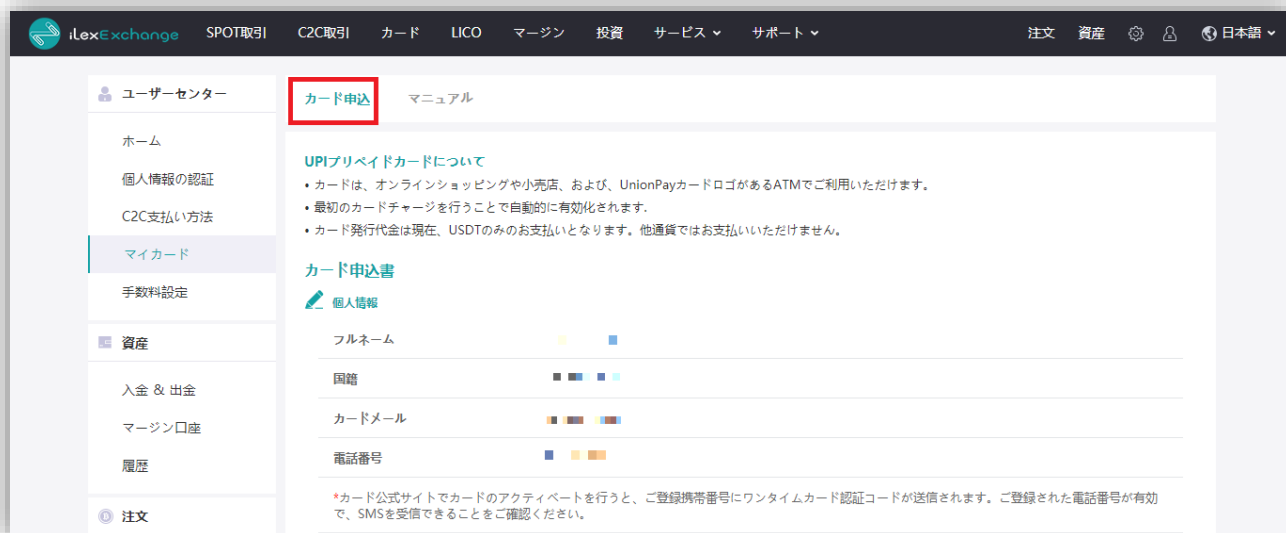 iLexExchange SPOT取引 C2C取引 カード LICO マージン 投資 サービス サポート 注文 資産 日本語
ユーザーセンター
ホーム
個人情報の認証
C2C支払い方法
マイカード
手数料設定
資産
入金 & 出金
マージン口座
履歴
注文
カード申込 マニュアル
UPIプリペイドカードについて
• カードは、オンラインショッピングや小売店、および、UnionPayカードロゴがあるATMでご利用いただけます。
• 最初のカードチャージを行うことで自動的に有効化されます.
• カード発行代金は現在、USDTのみのお支払いとなります。他通貨ではお支払いいただけません。
カード申込書
個人情報
フルネーム
国籍
カードメール
電話番号
*カード公式サイトでカードのアクティベートを行うと、ご登録携帯番号にワンタイムカード認証コードが送信されます。ご登録された電話番号が有効
で、SMSを受信できることをご確認ください。